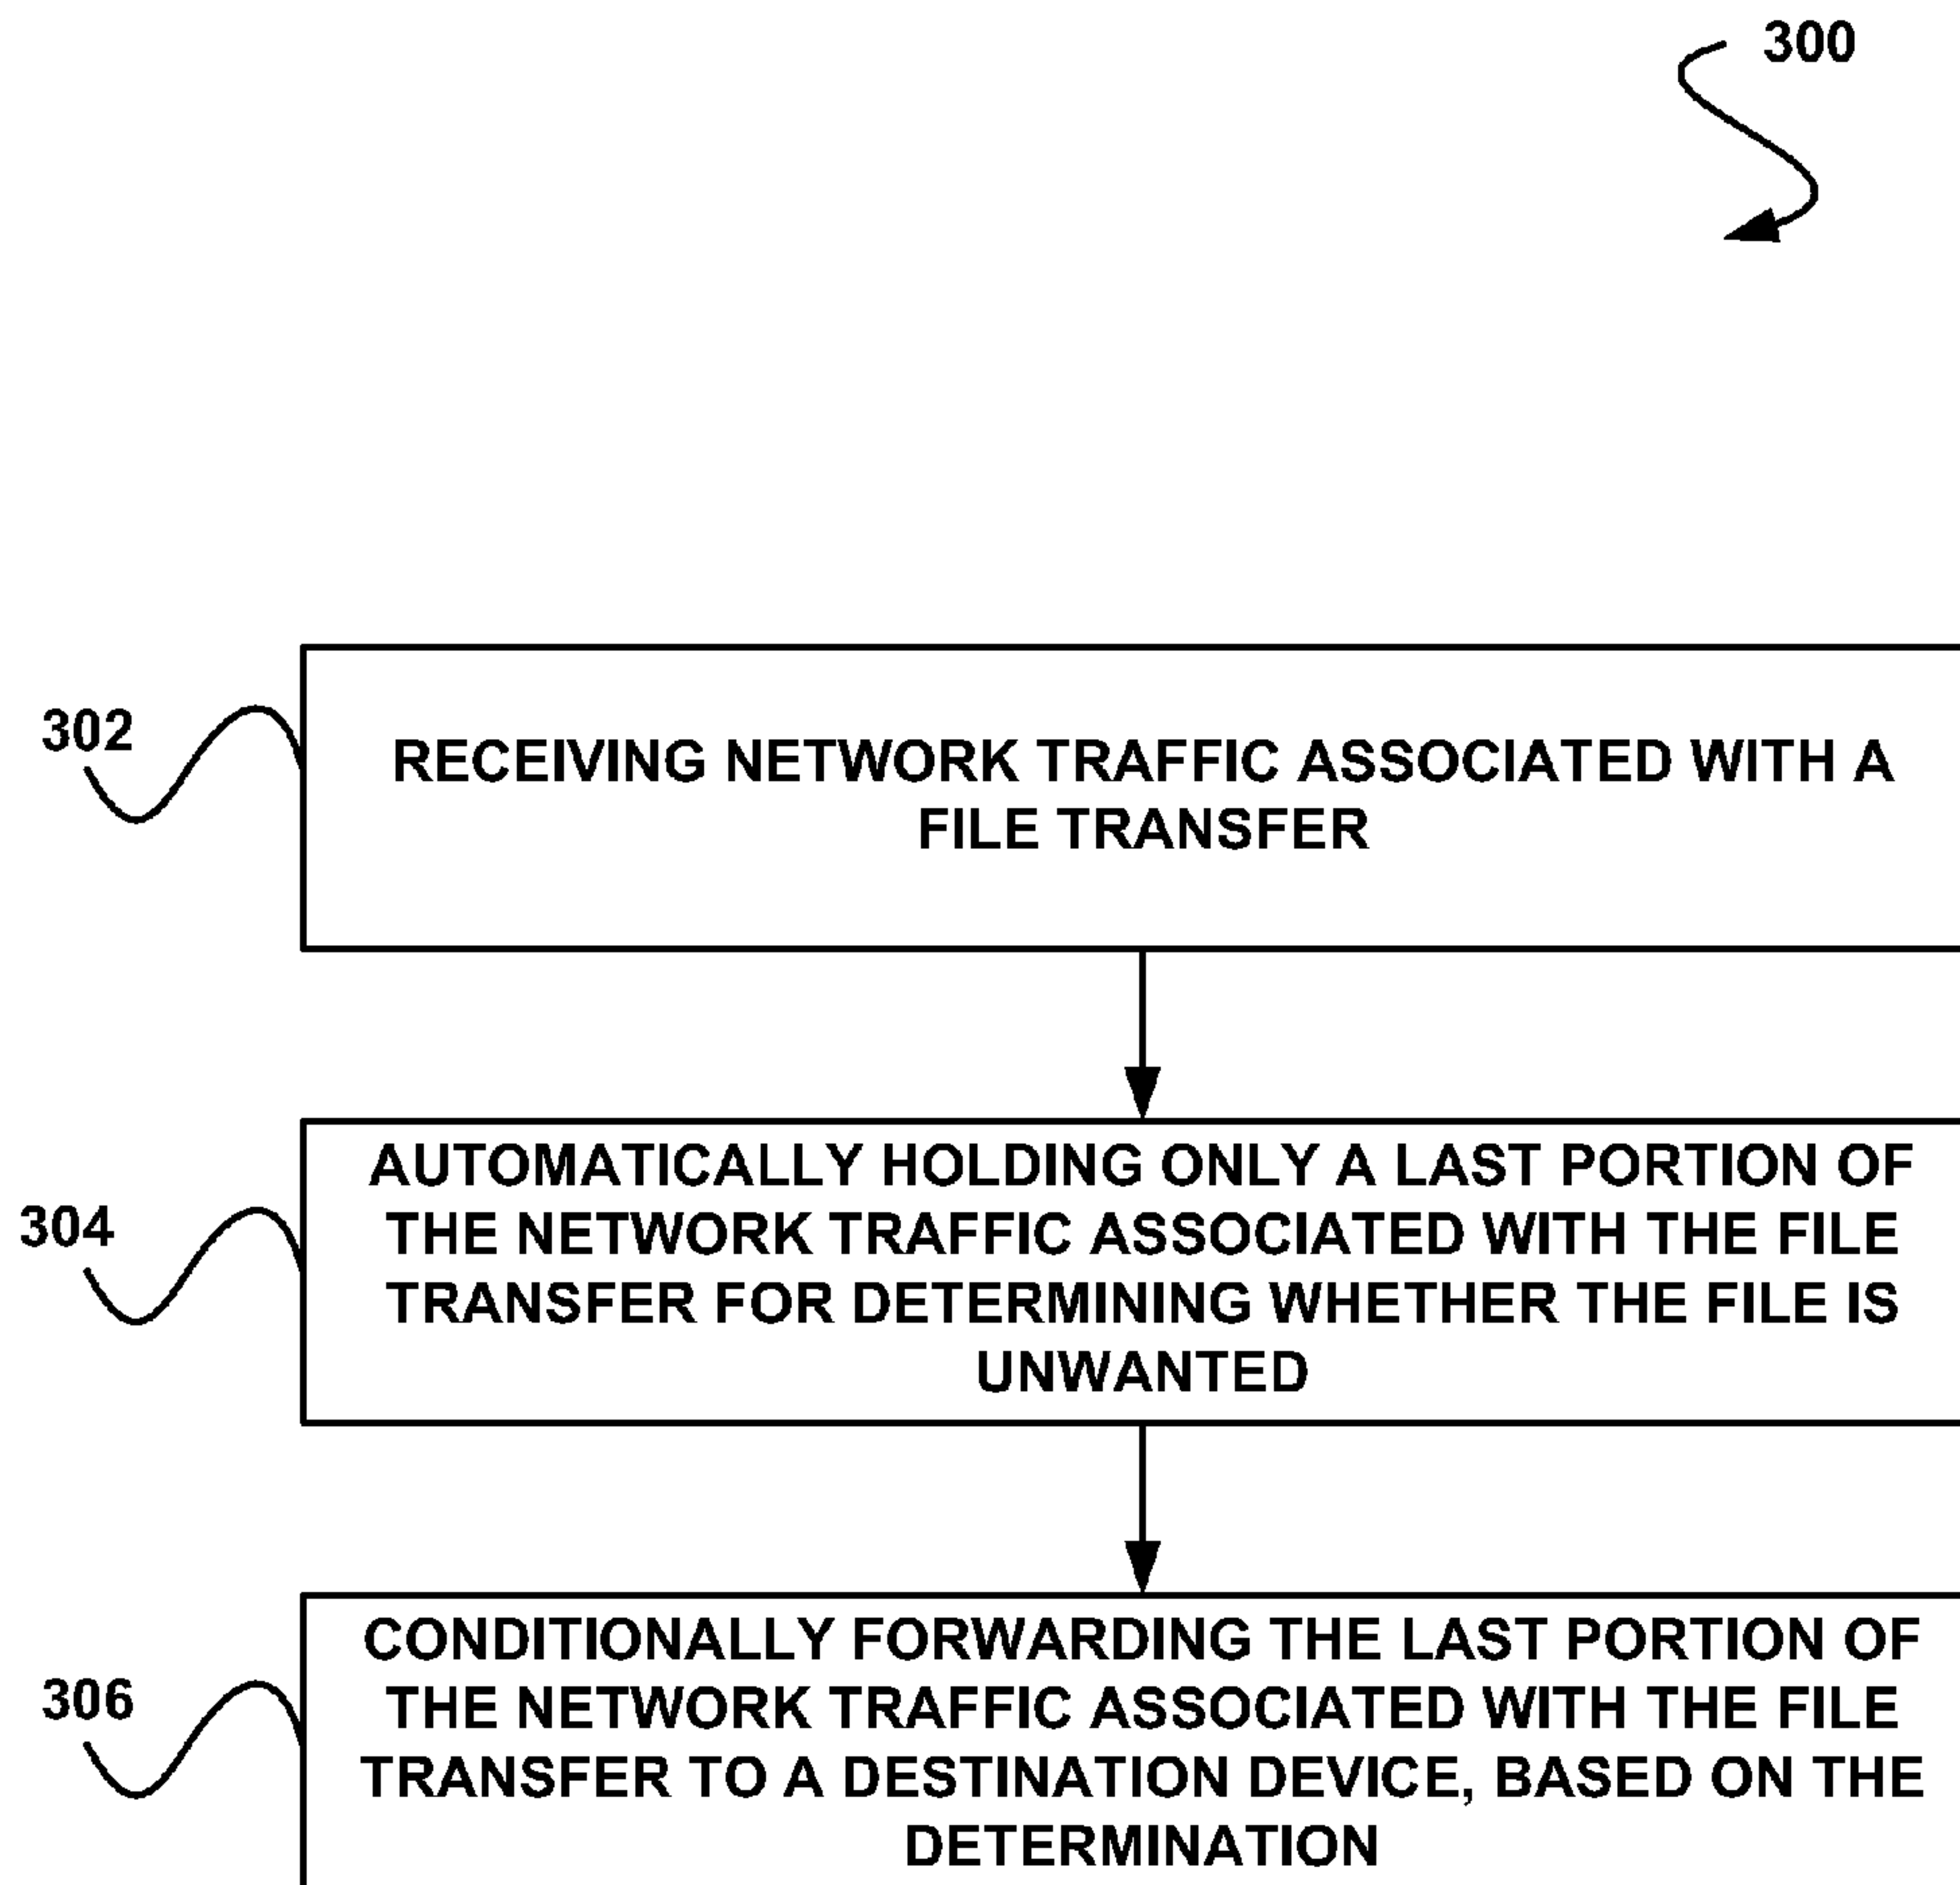 300
302
RECEIVING NETWORK TRAFFIC ASSOCIATED WITH A
FILE TRANSFER
304
AUTOMATICALLY HOLDING ONLY A LAST PORTION OF
THE NETWORK TRAFFIC ASSOCIATED WITH THE FILE
TRANSFER FOR DETERMINING WHETHER THE FILE IS
UNWANTED
306
CONDITIONALLY FORWARDING THE LAST PORTION OF
THE NETWORK TRAFFIC ASSOCIATED WITH THE FILE
TRANSFER TO A DESTINATION DEVICE, BASED ON THE
DETERMINATION